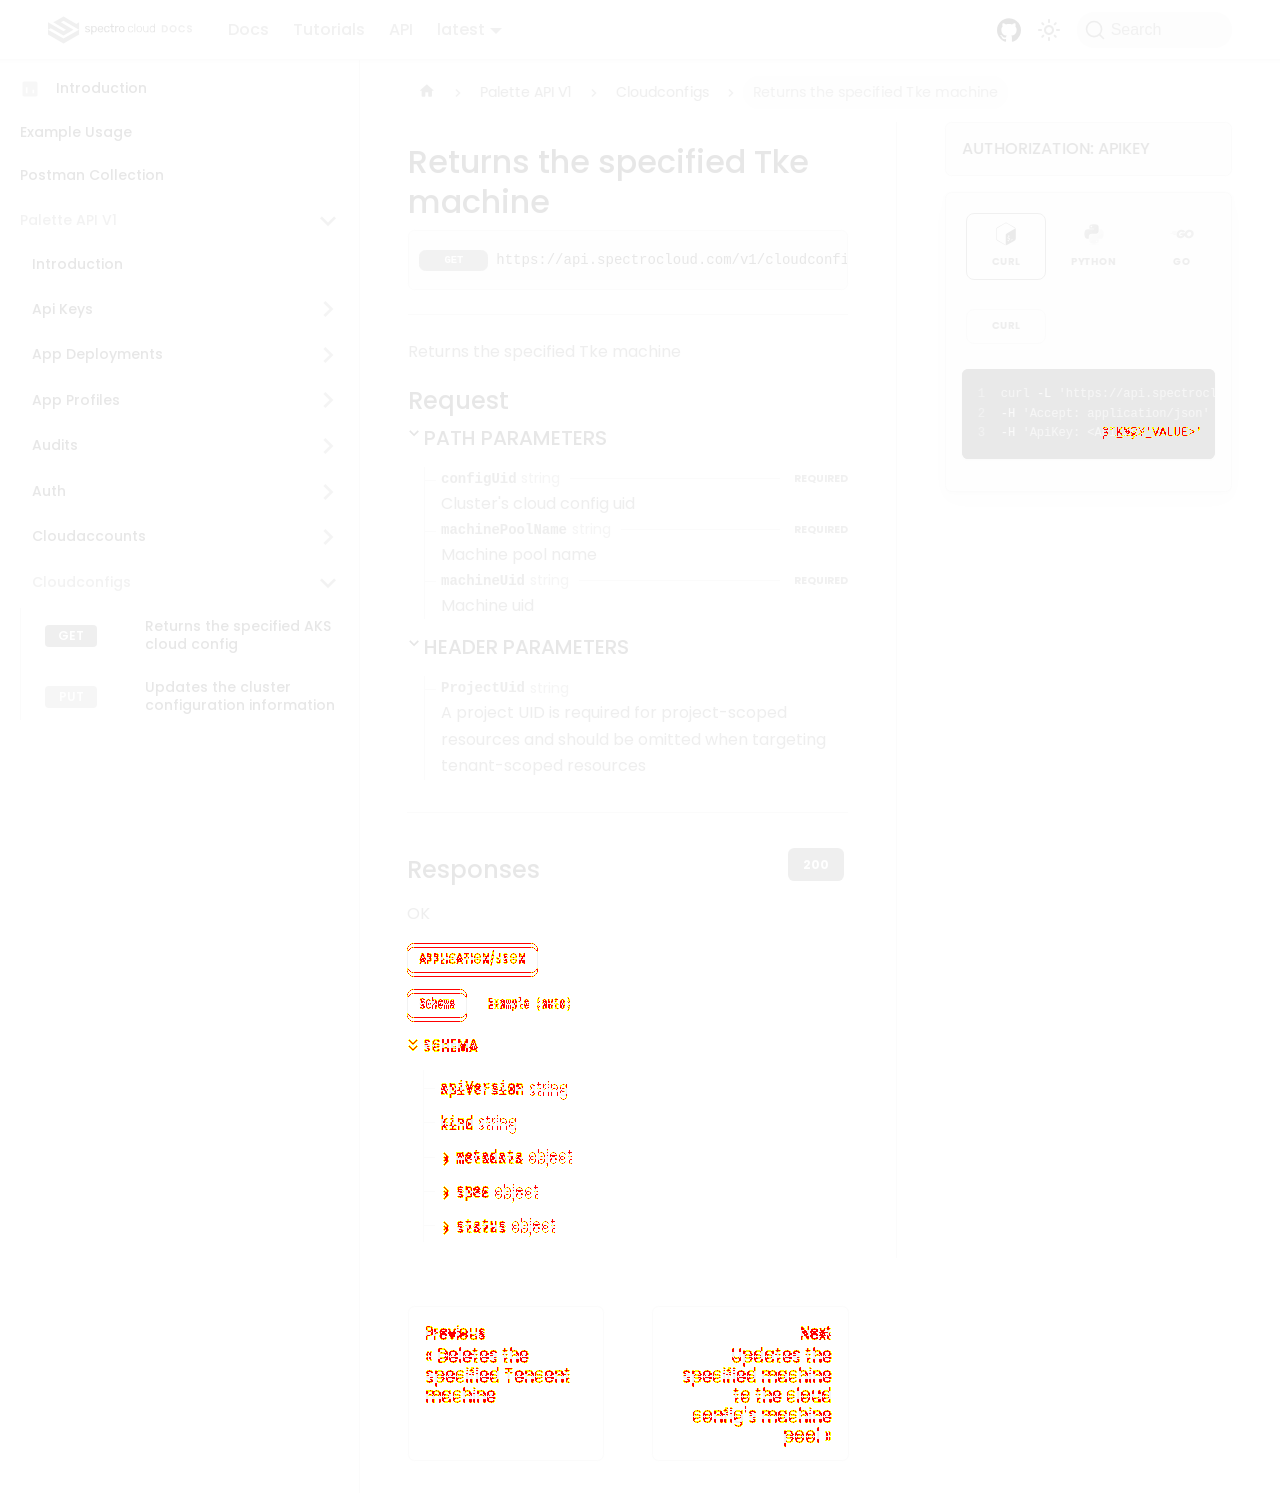 spectro cloud DOCS Docs Tutorials API latest Search
Introduction
Example Usage
Postman Collection
Palette API V1
Introduction
Api Keys
App Deployments
App Profiles
Audits
Auth
Cloudaccounts
Cloudconfigs
GET Returns the specified AKS
cloud config
PUT Updates the cluster
configuration information
Palette API V1 Cloudconfigs Returns the specified Tke machine
Returns the specified Tke
machine
GET https://api.spectrocloud.com/v1/cloudconfi
Returns the specified Tke machine
Request
PATH PARAMETERS
configUid string REQUIRED
Cluster's cloud config uid
machinePoolName string REQUIRED
Machine pool name
machineUid string REQUIRED
Machine uid
HEADER PARAMETERS
ProjectUid string
A project UID is required for project-scoped
resources and should be omitted when targeting
tenant-scoped resources
Responses 200
OK
APPLICATION/JSON
Schema Example (auto)
SCHEMA
apiVersion string
kind string
metadata object
spec object
status object
Previous
« Deletes the
specified Tencent
machine
Next
Updates the
specified machine
to the cloud
config's machine
pool »
AUTHORIZATION: APIKEY
CURL PYTHON GO
GO
CURL
1 curl -L 'https://api.spectrocl
2 -H 'Accept: application/json'
3 -H 'ApiKey: <API_KEY_VALUE>'